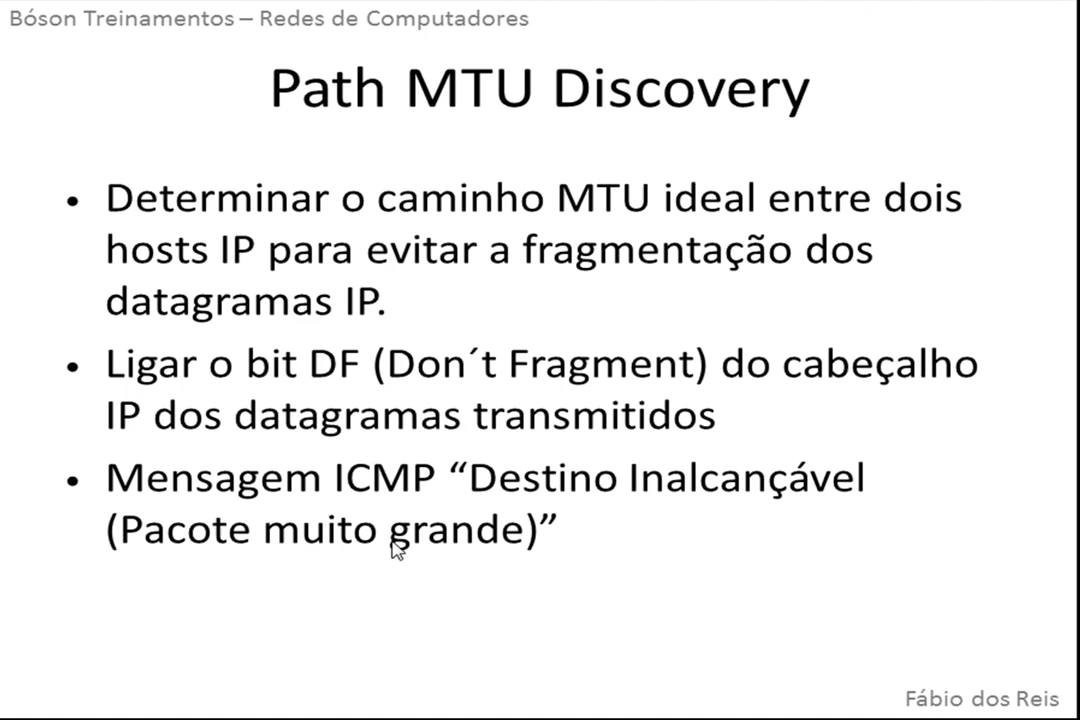 Bóson Treinamentos – Redes de Computadores
Path MTU Discovery
• Determinar o caminho MTU ideal entre dois
hosts IP para evitar a fragmentação dos
datagramas IP.
• Ligar o bit DF (Don´t Fragment) do cabeçalho
IP dos datagramas transmitidos
• Mensagem ICMP “Destino Inalcançável
(Pacote muito grande)”
Fábio dos Reis